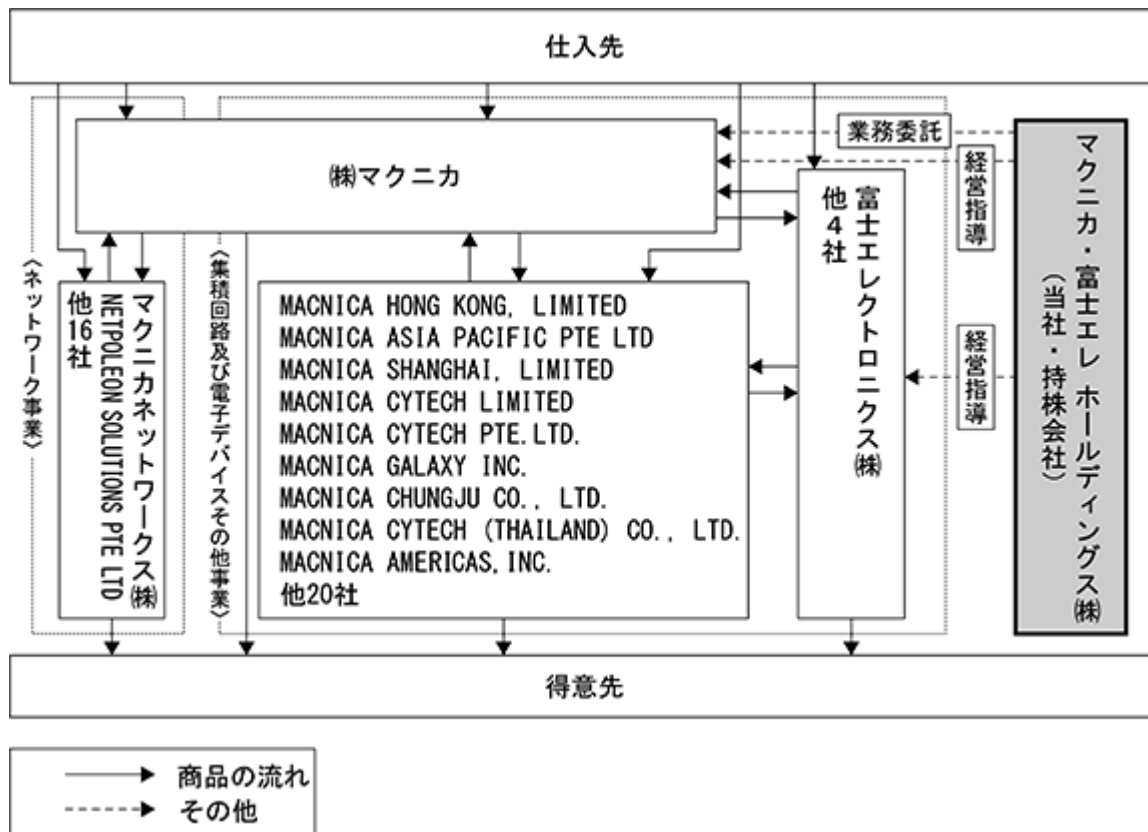 仕入先
業務委託
経営指導
㈱マクニカ
マクニカ・富士エレ ホールディングス㈱
（当社・持株会社）
富士エレクトロニクス㈱
他４社
経営指導
〈ネットワーク事業〉
マクニカネットワークス㈱
NETPOLEON SOLUTIONS PTE LTD
他16社
〈集積回路及び電子デバイスその他事業〉
MACNICA HONG KONG, LIMITED
MACNICA ASIA PACIFIC PTE LTD
MACNICA SHANGHAI, LIMITED
MACNICA CYTECH LIMITED
MACNICA CYTECH PTE.LTD.
MACNICA GALAXY INC.
MACNICA CHUNGJU CO., LTD.
MACNICA CYTECH (THAILAND) CO., LTD.
MACNICA AMERICAS,INC.
他20社
得意先
商品の流れ
その他